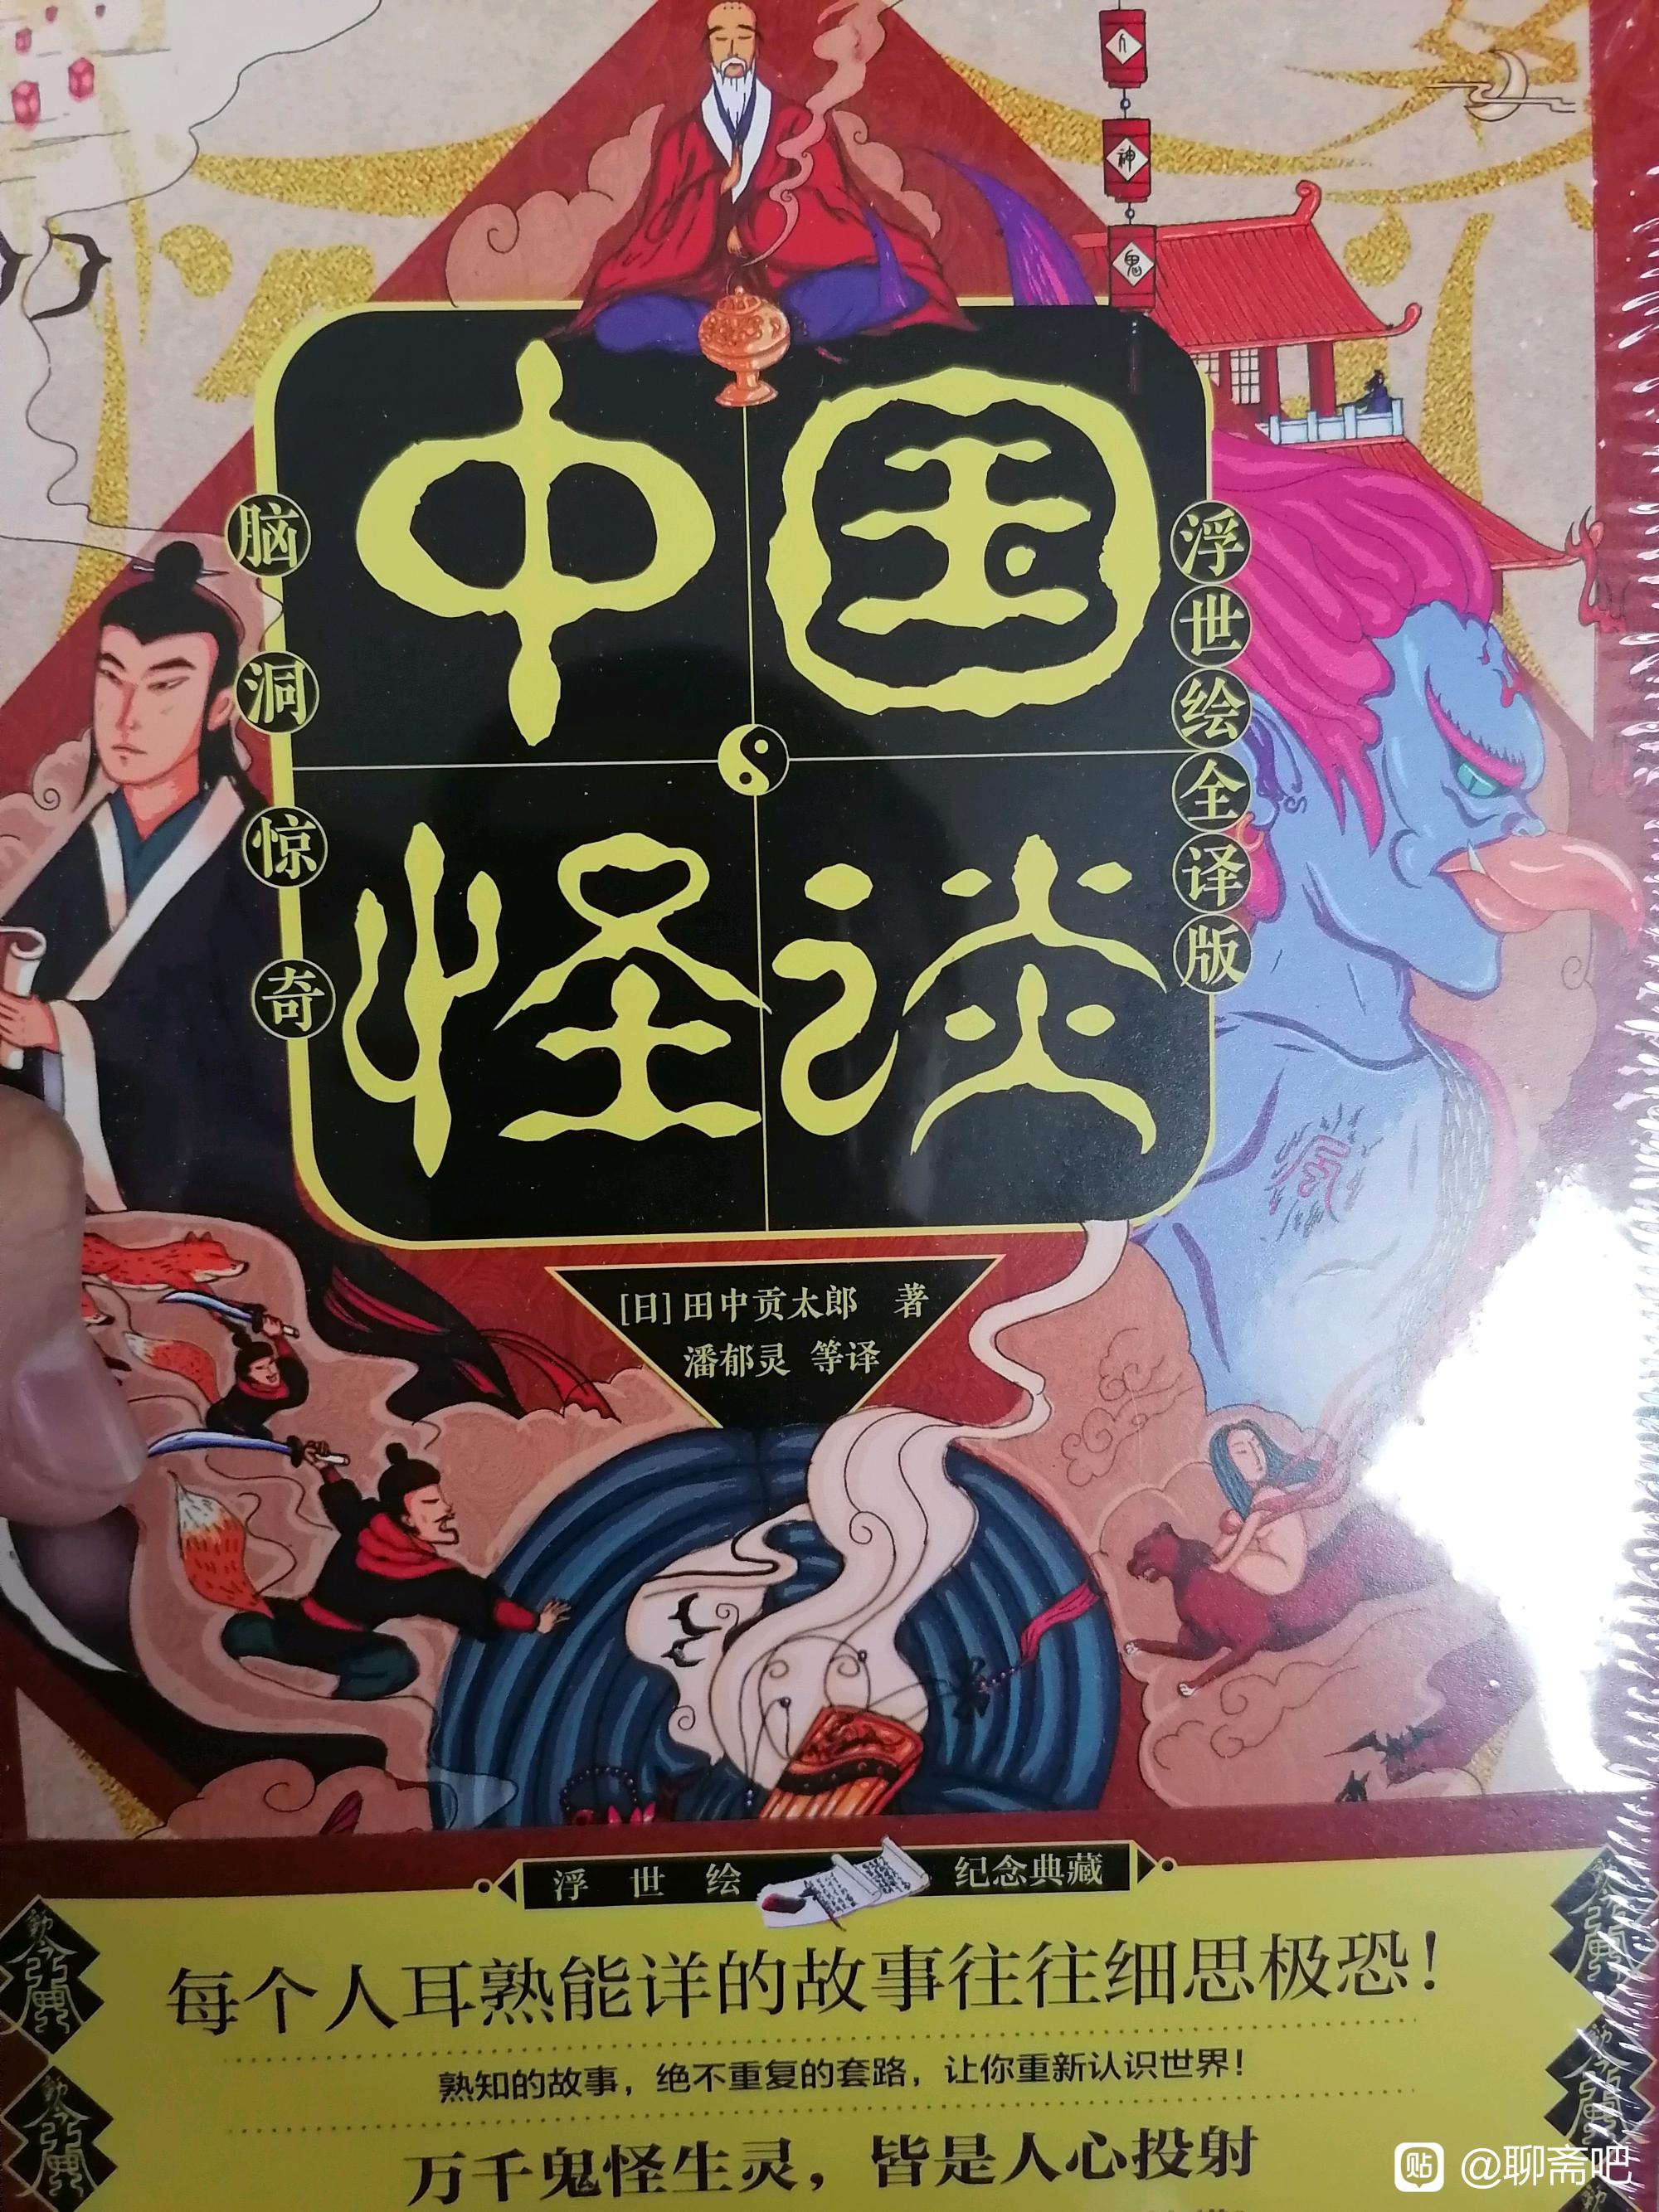 人
神
鬼
中国
怪谈
脑洞惊奇
浮世绘全译版
[日]田中贡太郎 著
潘郁灵 等译
浮世绘 纪念典藏
每个人耳熟能详的故事往往细思极恐！
熟知的故事，绝不重复的套路，让你重新认识世界！
万千鬼怪生灵，皆是人心投射
贴 @聊斋吧